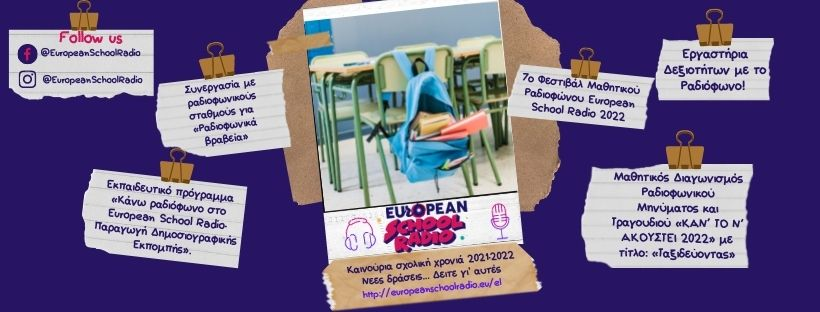 Follow us
@EuropeanSchoolRadio
@EuropeanSchoolRadio
Συνεργασία με
ραδιοφωνικούς
σταθμούς για
«Ραδιοφωνικά
βραβεία»
Εκπαιδευτικό πρόγραμμα
«Κάνω ραδιόφωνο στο
European School Radio-
Παραγωγή Δημοσιογραφικής
Εκπομπής».
EUROPEAN
SCHOOL
RADIO
Καινούρια σχολική χρονιά 2021-2022
Νεες δράσεις... Δείτε γι' αυτές
http://europeanschoolradio.eu/el
7ο Φεστιβάλ Μαθητικού
Ραδιοφώνου European
School Radio 2022
Εργαστήρια
Δεξιοτήτων με το
Ραδιόφωνο!
Μαθητικός Διαγωνισμός
Ραδιοφωνικού
Μηνύματος και
Τραγουδιού «ΚΑΝ' ΤΟ Ν'
ΑΚΟΥΣΤΕΙ 2022» με
τίτλο: «Ταξιδεύοντας»